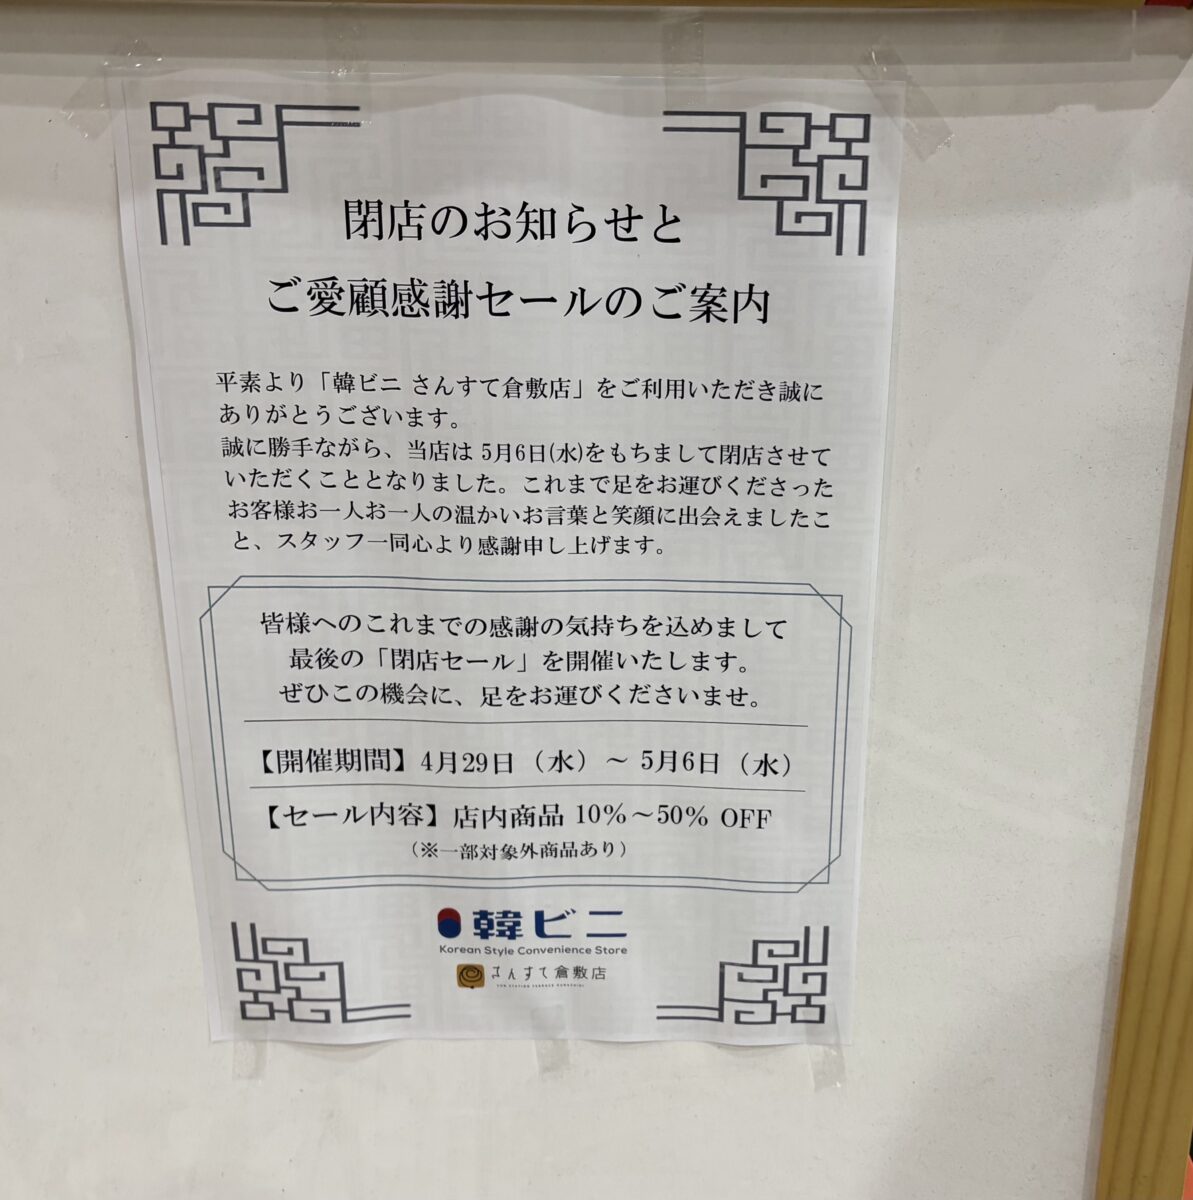 閉店のお知らせと
ご愛顧感謝セールのご案内
平素より「韓ビニ さんすて倉敷店」をご利用いただき誠に
ありがとうございます。
誠に勝手ながら、当店は 5月6日(水)をもちまして閉店させて
いただくこととなりました。これまで足をお運びくださった
お客様お一人お一人の温かいお言葉と笑顔に出会えましたこ
と、スタッフ一同心より感謝申し上げます。
皆様へのこれまでの感謝の気持ちを込めまして
最後の「閉店セール」を開催いたします。
ぜひこの機会に、足をお運びくださいませ。
【開催期間】4月29日（水）～ 5月6日（水）
【セール内容】店内商品 10%～50% OFF
（※一部対象外商品あり）
韓ビニ
Korean Style Convenience Store
さんすて倉敷店